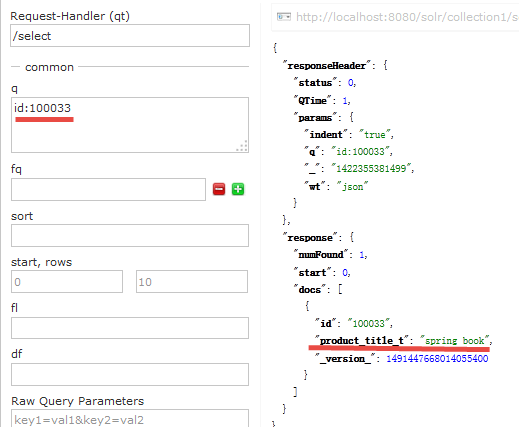 Request-Handler (qt)
/select
common
q
id:100033
fq
sort
start, rows
0
10
fl
df
Raw Query Parameters
key1=val1&key2=val2
http://localhost:8080/solr/collection1/s
{
"responseHeader": {
"status": 0,
"QTime": 1,
"params": {
"indent": "true",
"q": "id:100033",
"_": "1422355381499",
"wt": "json"
}
},
"response": {
"numFound": 1,
"start": 0,
"docs": [
{
"id": "100033",
"product_title_t": "spring book",
"_version_": 1491447668014055400
}
]
}
}